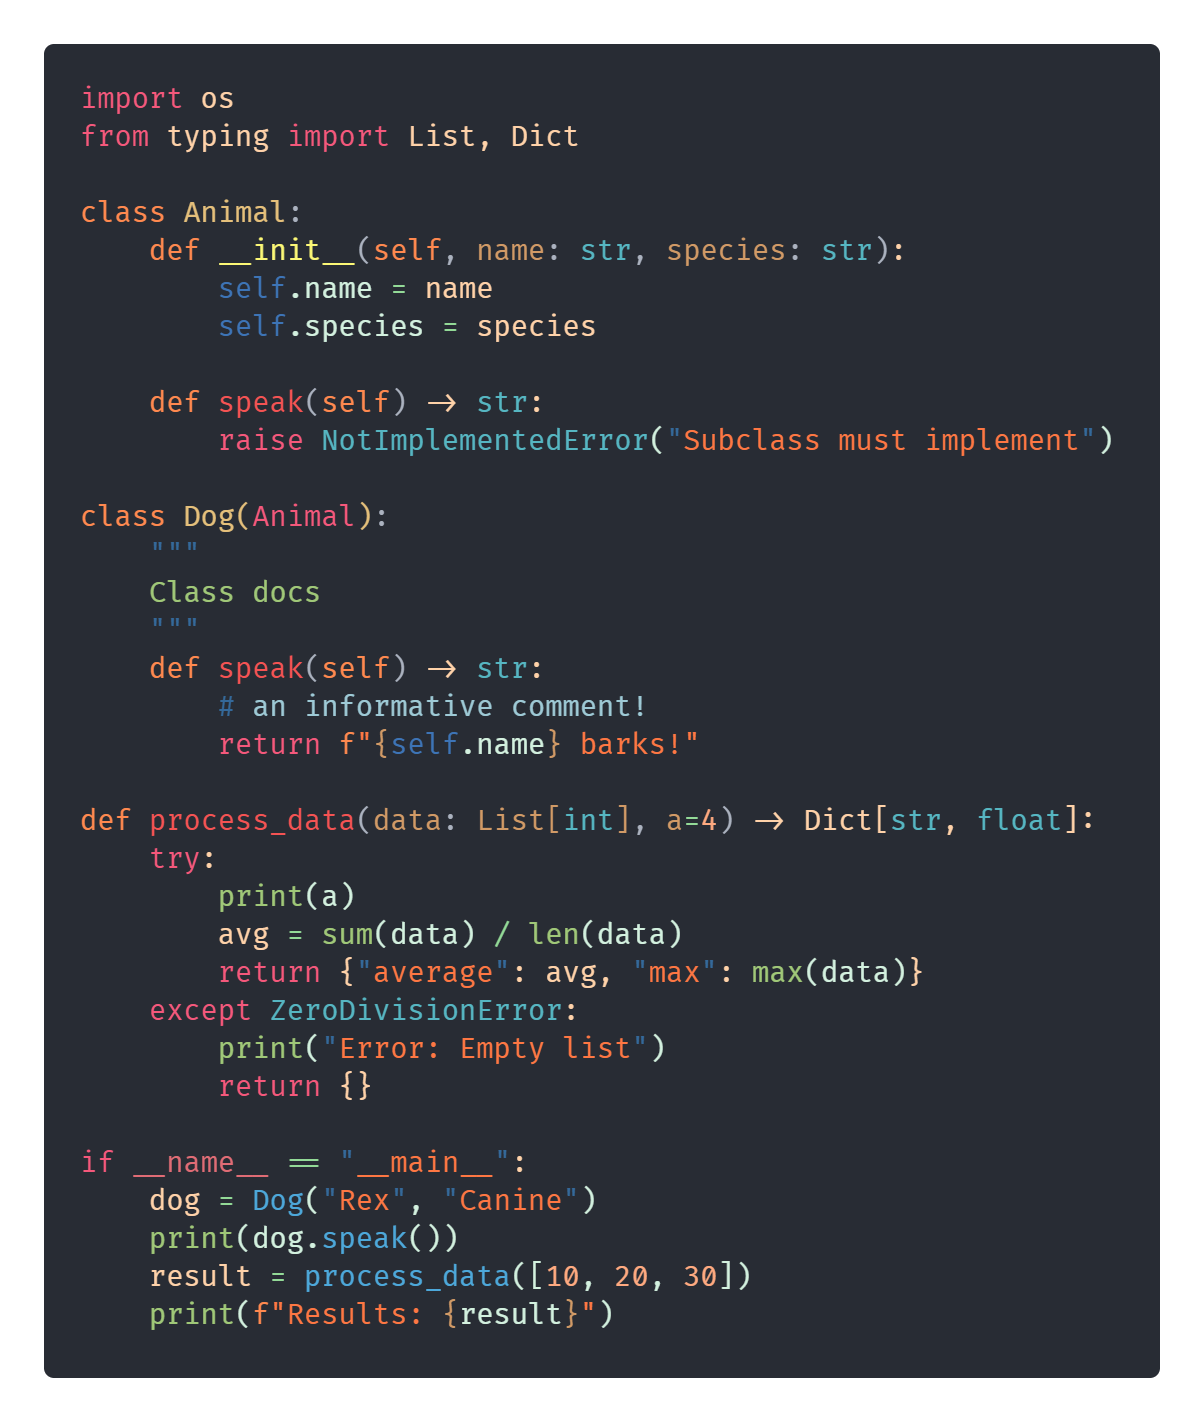 import os
from typing import List, Dict

class Animal:
    def __init__(self, name: str, species: str):
        self.name = name
        self.species = species

    def speak(self) -> str:
        raise NotImplementedError("Subclass must implement")

class Dog(Animal):
    """
    Class docs
    """
    def speak(self) -> str:
        # an informative comment!
        return f"{self.name} barks!"

def process_data(data: List[int], a=4) -> Dict[str, float]:
    try:
        print(a)
        avg = sum(data) / len(data)
        return {"average": avg, "max": max(data)}
    except ZeroDivisionError:
        print("Error: Empty list")
        return {}

if __name__ == "__main__":
    dog = Dog("Rex", "Canine")
    print(dog.speak())
    result = process_data([10, 20, 30])
    print(f"Results: {result}")